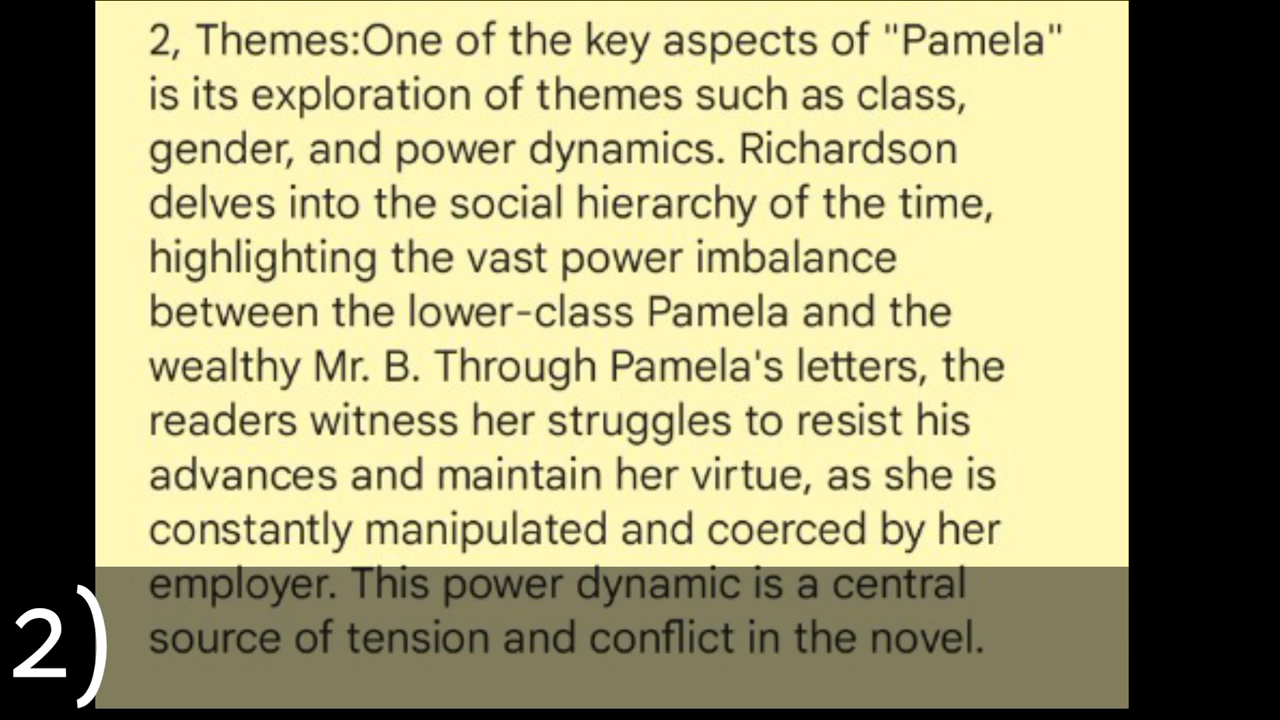 2, Themes:One of the key aspects of "Pamela"
is its exploration of themes such as class,
gender, and power dynamics. Richardson
delves into the social hierarchy of the time,
highlighting the vast power imbalance
between the lower-class Pamela and the
wealthy Mr. B. Through Pamela's letters, the
readers witness her struggles to resist his
advances and maintain her virtue, as she is
constantly manipulated and coerced by her
employer. This power dynamic is a central
source of tension and conflict in the novel.
2)